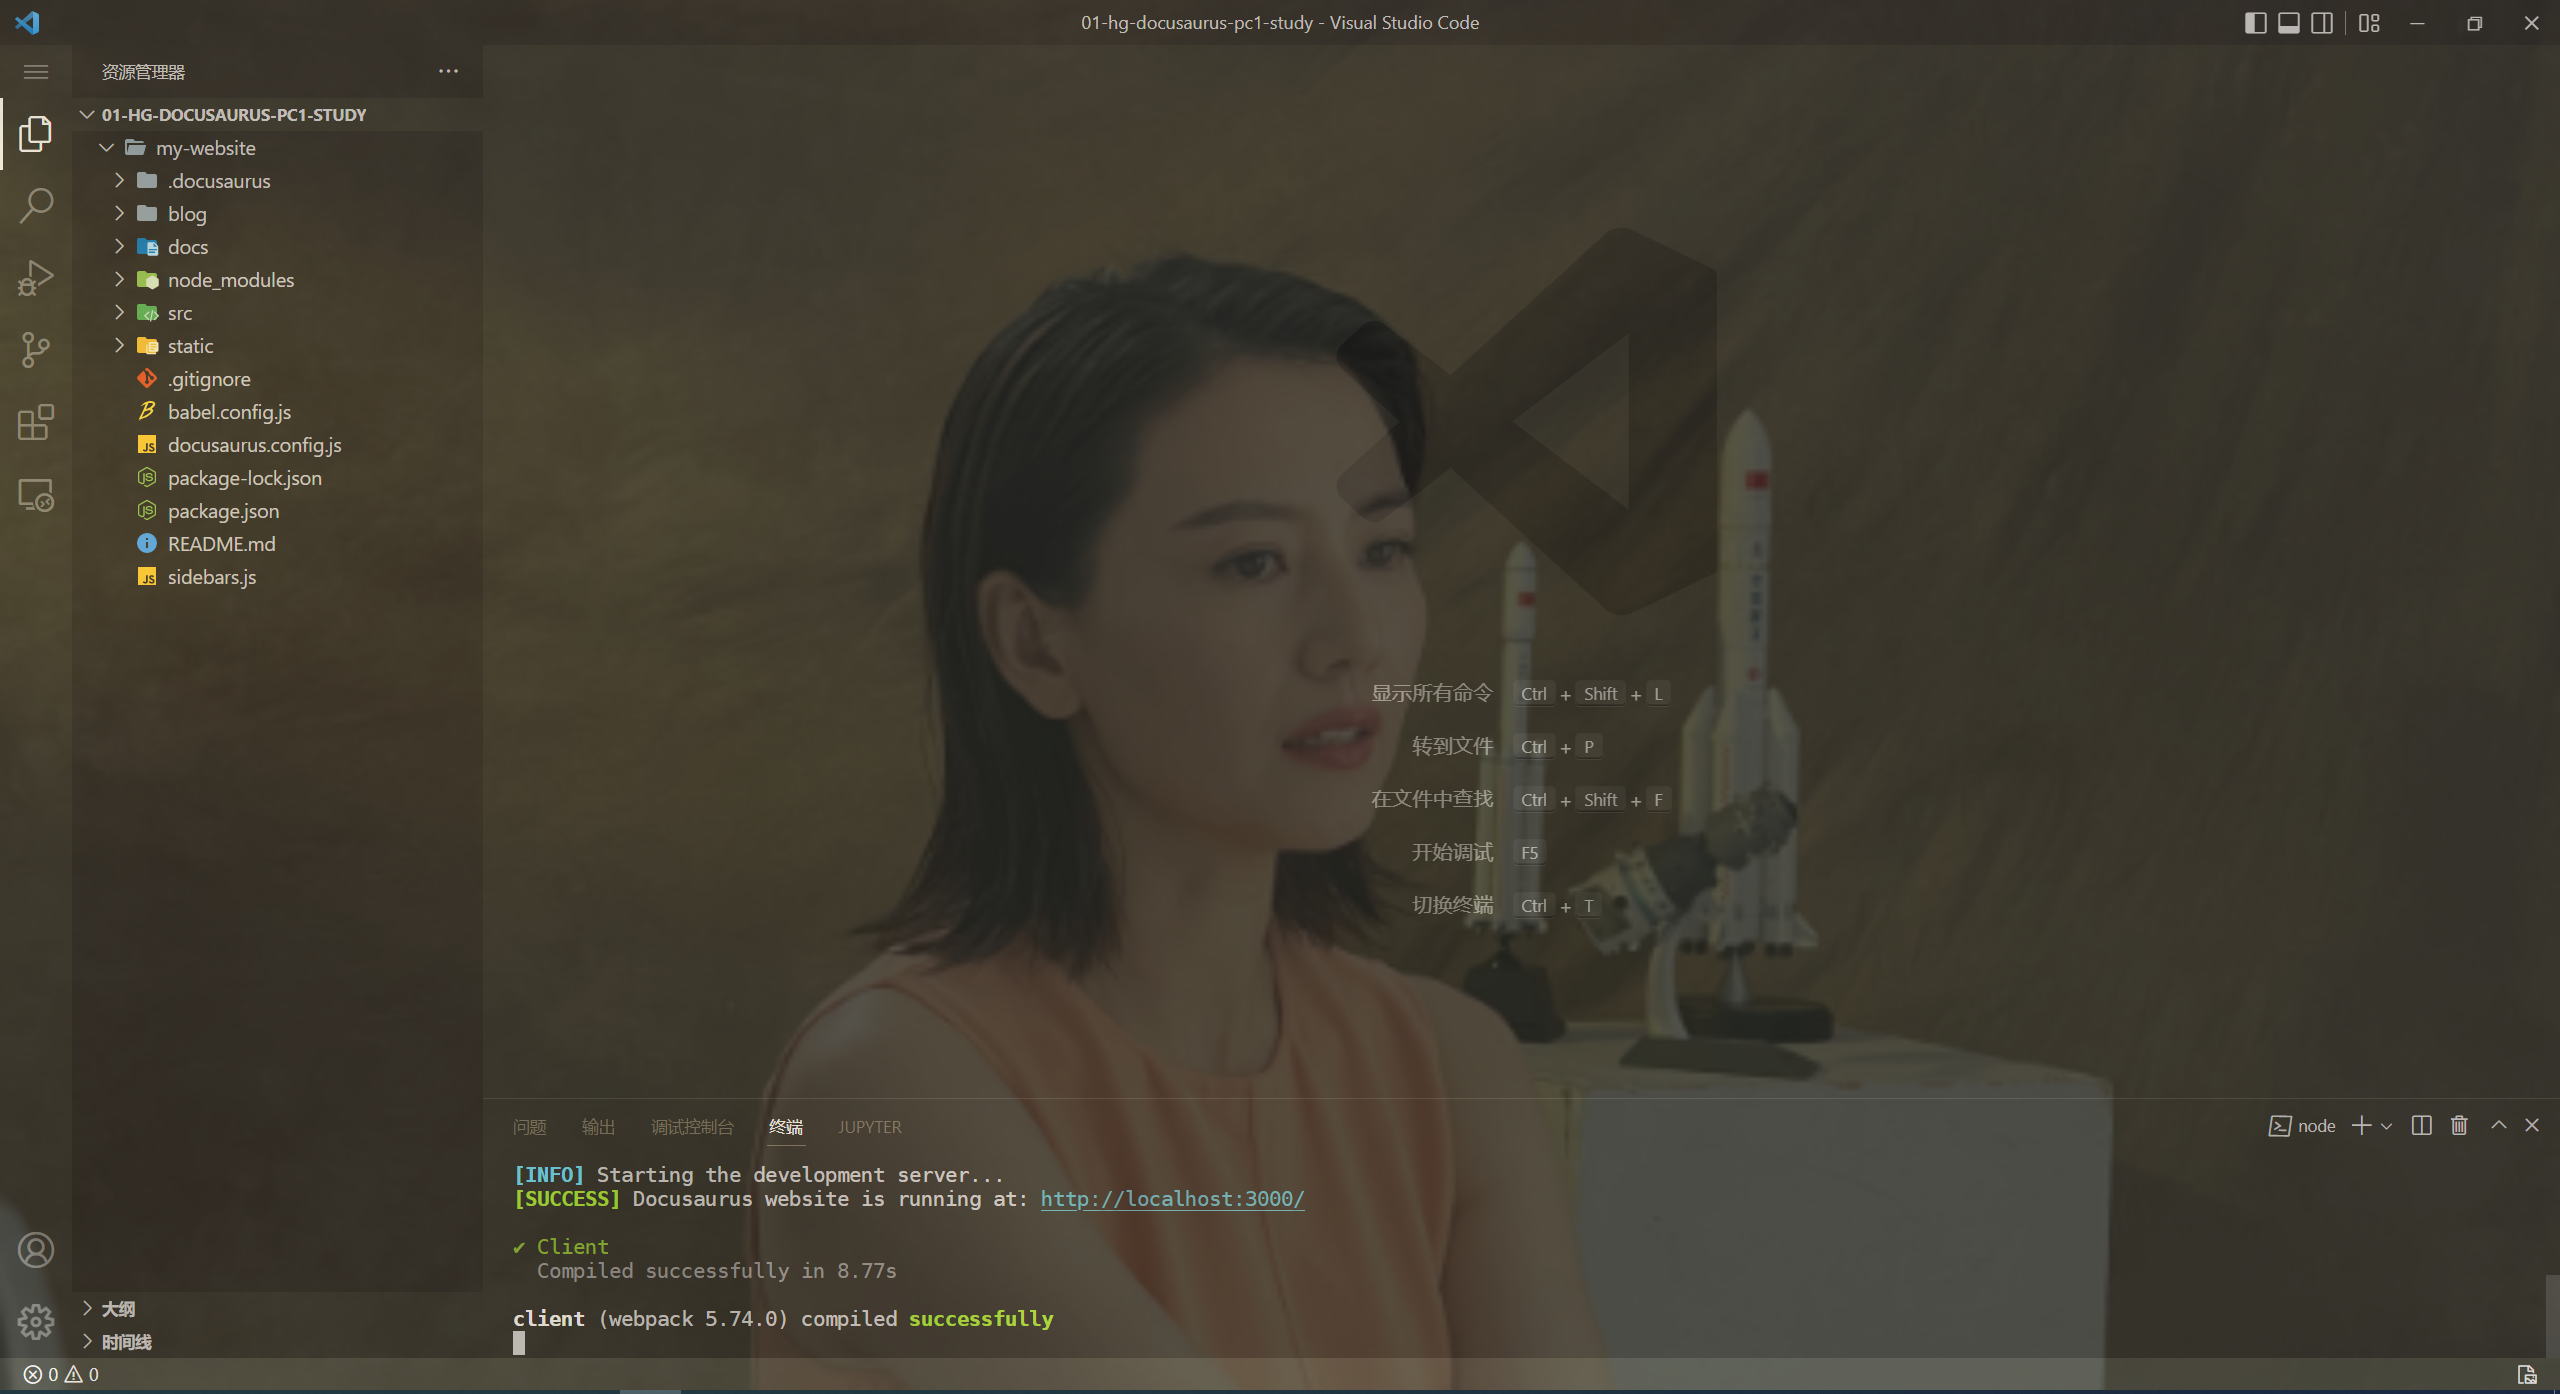 01-hg-docusaurus-pc1-study - Visual Studio Code
资源管理器
01-HG-DOCUSAURUS-PC1-STUDY
my-website
.docusaurus
blog
docs
node_modules
src
static
.gitignore
babel.config.js
docusaurus.config.js
package-lock.json
package.json
README.md
sidebars.js
大纲
时间线
显示所有命令 Ctrl + Shift + L
转到文件 Ctrl + P
在文件中查找 Ctrl + Shift + F
开始调试 F5
切换终端 Ctrl + T
问题 输出 调试控制台 终端 JUPYTER
node
[INFO] Starting the development server...
[SUCCESS] Docusaurus website is running at: http://localhost:3000/
✔ Client
Compiled successfully in 8.77s
client (webpack 5.74.0) compiled successfully
0 0